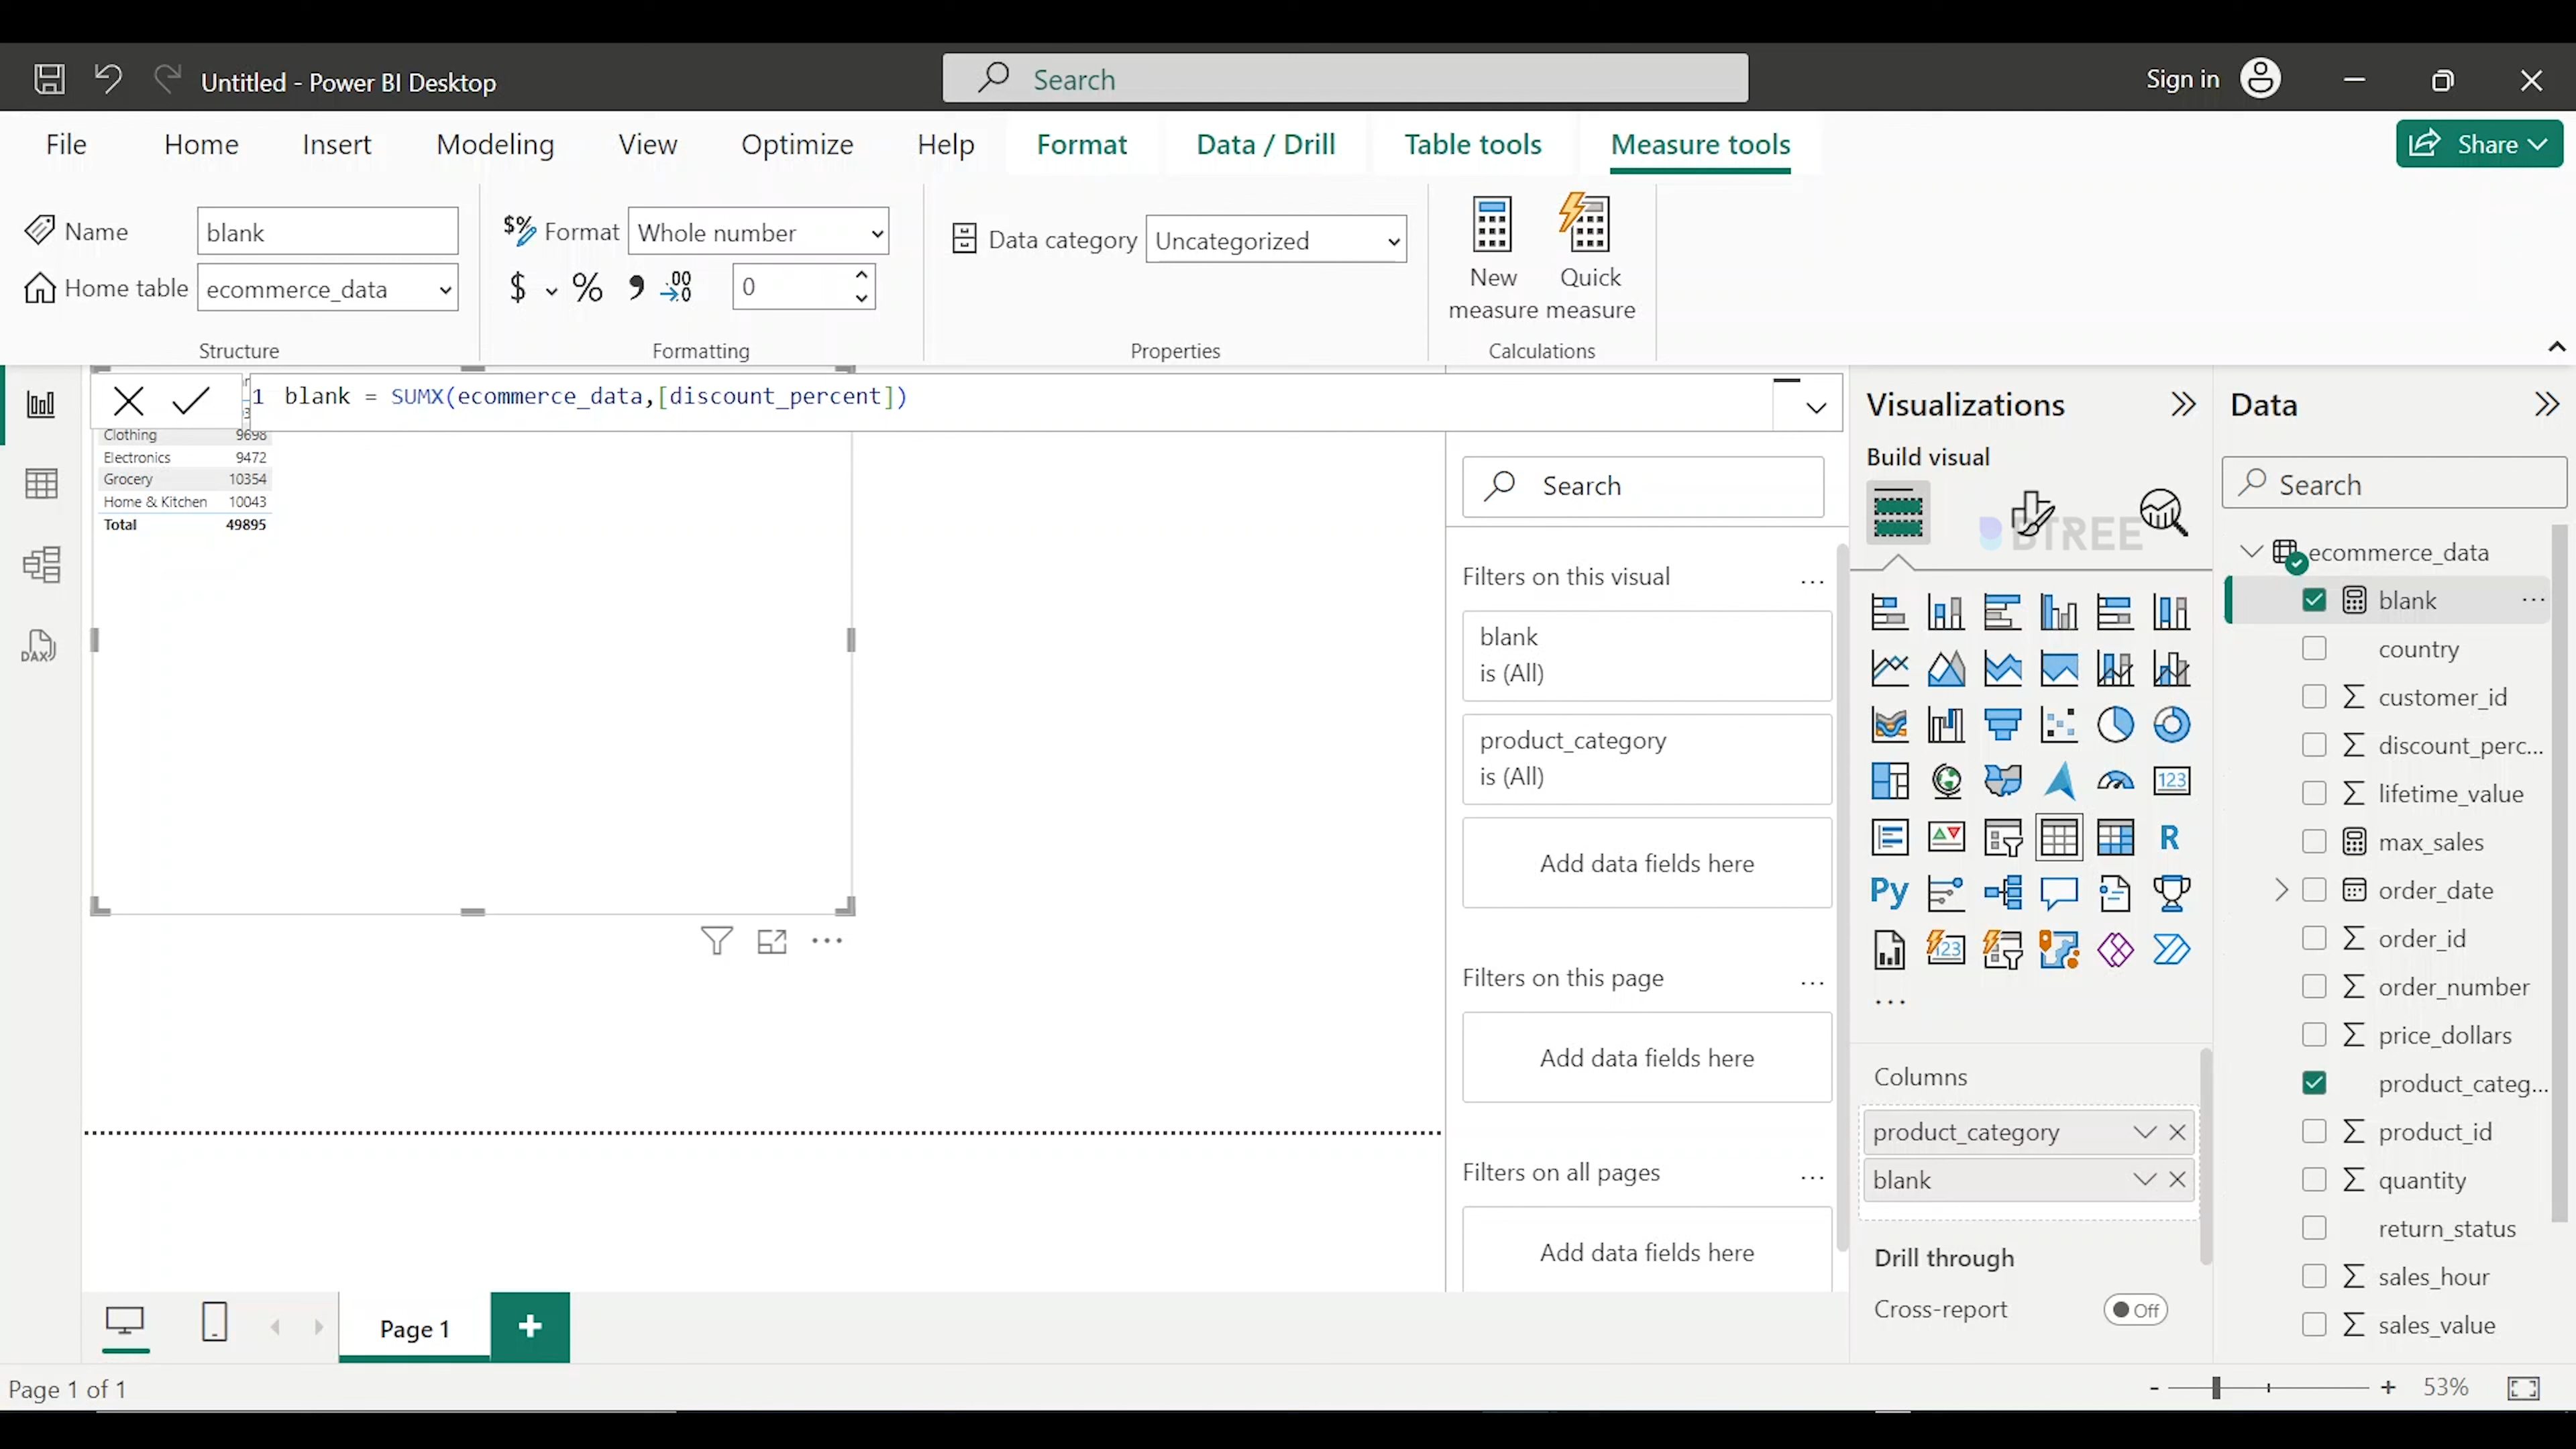 Untitled - Power BI Desktop
Search
Sign in
File Home Insert Modeling View Optimize Help Format Data / Drill Table tools Measure tools
Share
Name blank
Home table ecommerce_data
Structure
Format Whole number
$ % 0
Formatting
Data category Uncategorized
Properties
New measure
Quick measure
Calculations
1 blank = SUMX(ecommerce_data,[discount_percent])
Clothing 9698
Electronics 9472
Grocery 10354
Home & Kitchen 10043
Total 49895
Search
Filters on this visual ...
blank
is (All)
product_category
is (All)
Add data fields here
Filters on this page ...
Add data fields here
Filters on all pages ...
Add data fields here
Visualizations
Build visual
BTREE
123
R
Py
123
...
Columns
product_category
blank
Drill through
Cross-report Off
Data
Search
ecommerce_data
blank ...
country
customer_id
discount_perc...
lifetime_value
max_sales
order_date
order_id
order_number
price_dollars
product_categ...
product_id
quantity
return_status
sales_hour
sales_value
DAX
Page 1
+
Page 1 of 1
- + 53%